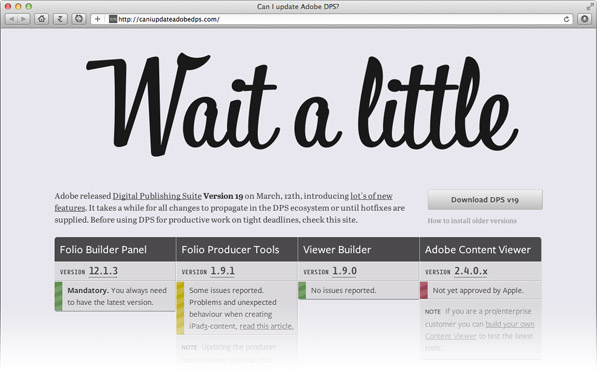 Can I update Adobe DPS?
http://caniupdateadobedps.com/
Wait a little
Adobe released Digital Publishing Suite Version 19 on March, 12th, introducing lot's of new
features. It takes a while for all changes to propagate in the DPS ecosystem or until hotfixes are
supplied. Before using DPS for productive work on tight deadlines, check this site.
Download DPS v19
How to install older versions
Folio Builder Panel
VERSION 12.1.3
Mandatory. You always need
to have the latest version.
Folio Producer Tools
VERSION 1.9.1
Some issues reported.
Problems and unexpected
behaviour when creating
iPad3-content, read this article.
NOTE Updating the producer
Viewer Builder
VERSION 1.9.0
No issues reported.
Adobe Content Viewer
VERSION 2.4.0.x
Not yet approved by Apple.
NOTE If you are a pro/enterprise
customer you can build your own
Content Viewer to test the latest
tools.